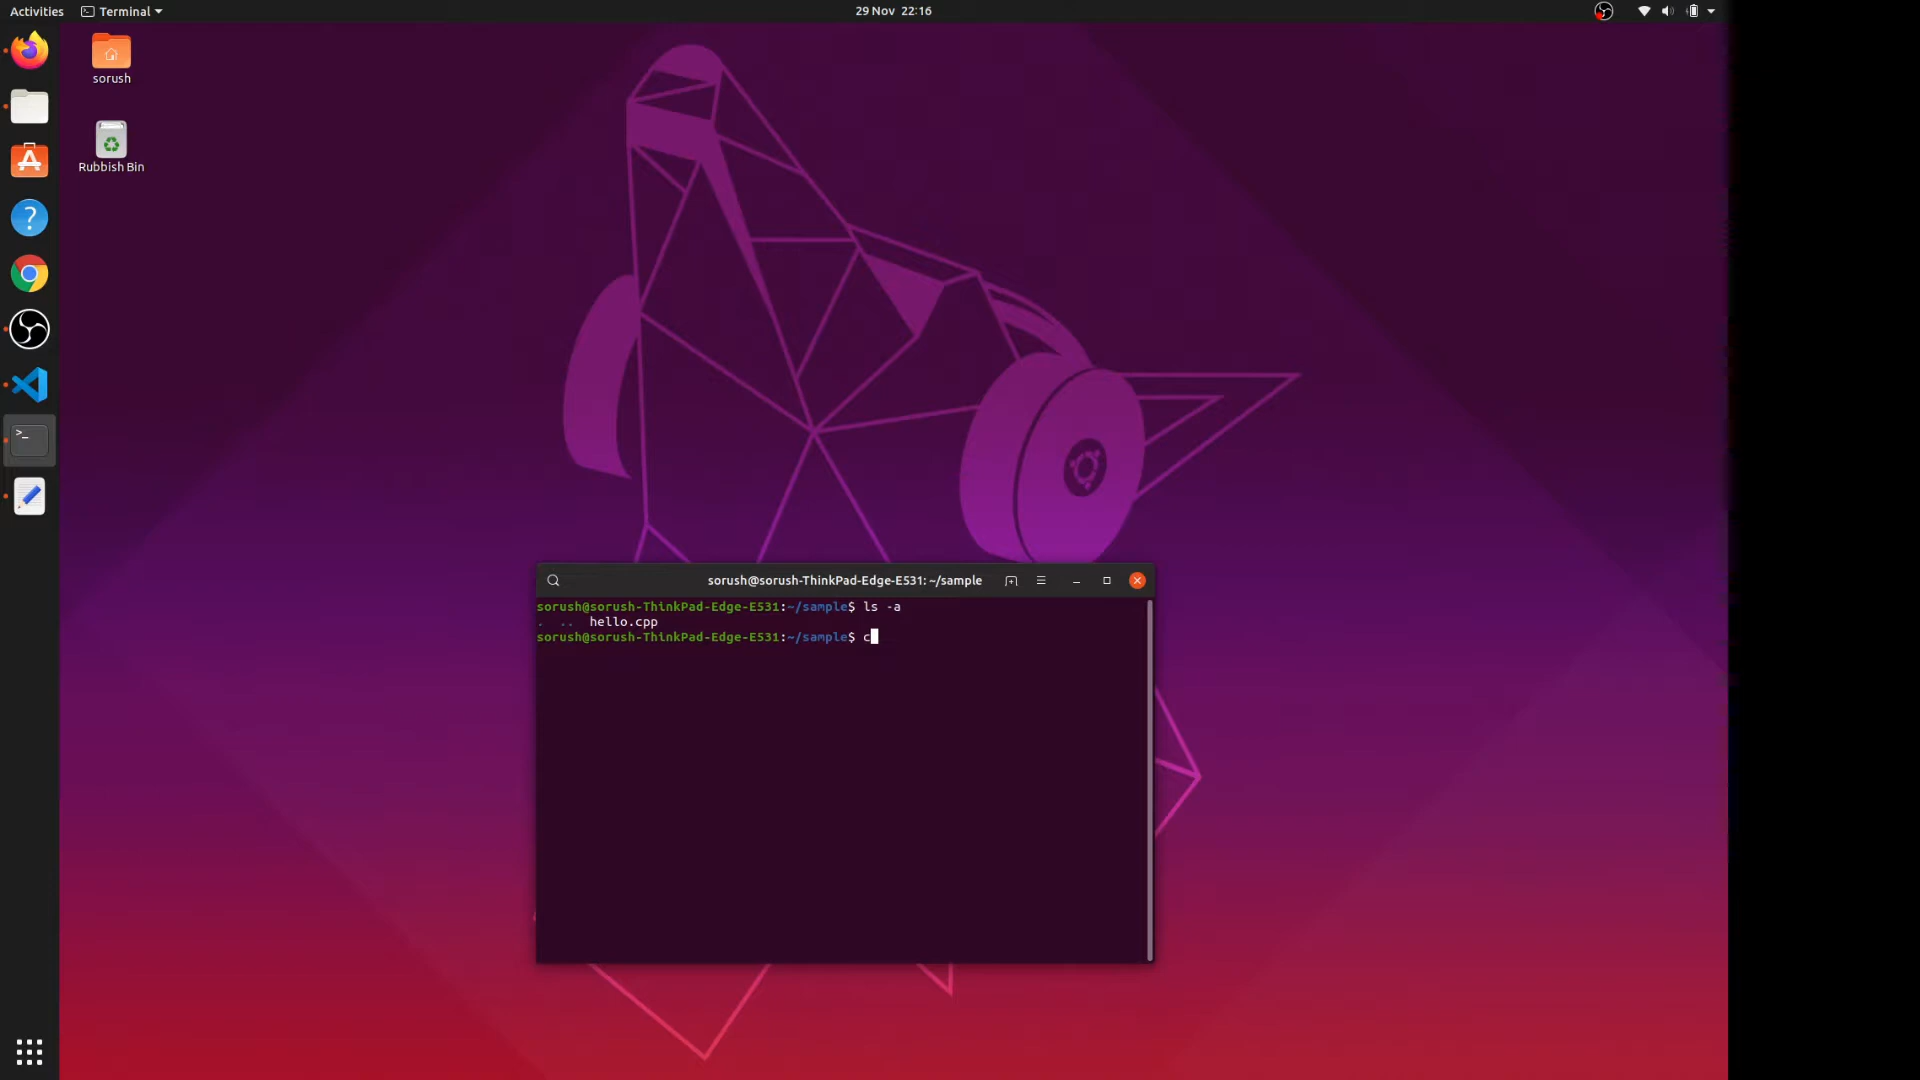 Activities Terminal 29 Nov 22:16
sorush
Rubbish Bin
sorush@sorush-ThinkPad-Edge-E531: ~/sample
sorush@sorush-ThinkPad-Edge-E531:~/sample$ ls -a
. .. hello.cpp
sorush@sorush-ThinkPad-Edge-E531:~/sample$ c